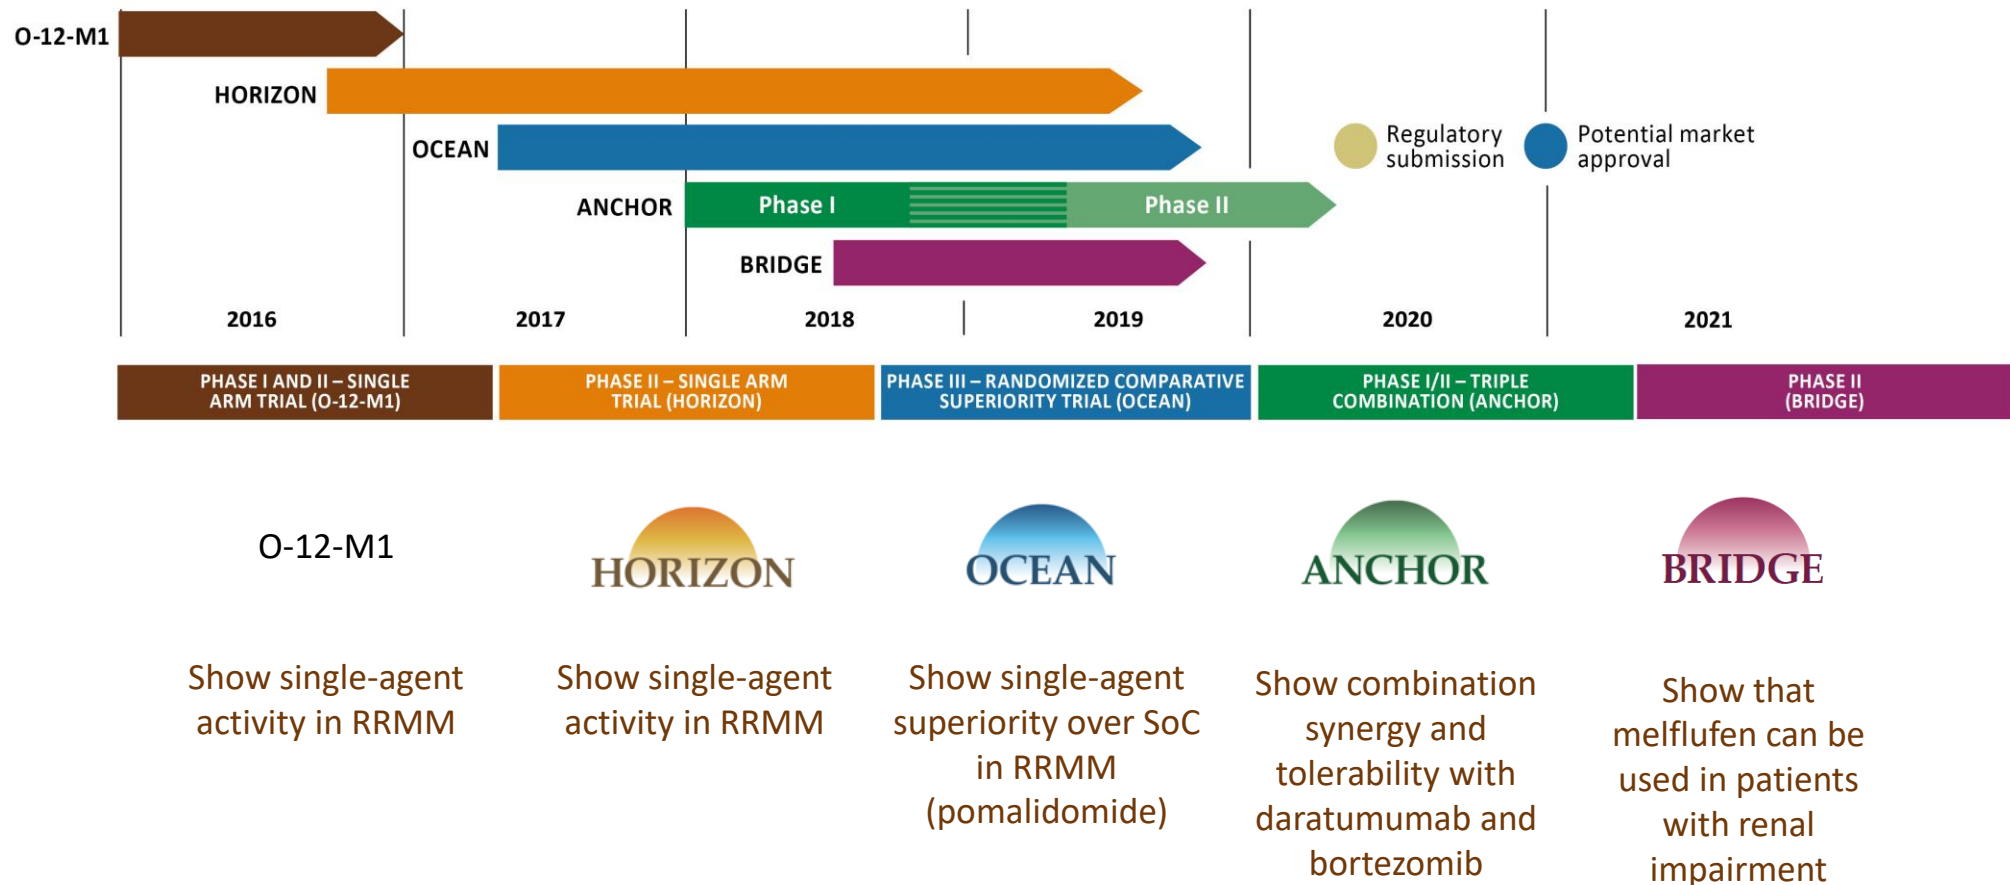 O-12-M1
HORIZON
OCEAN
Regulatory
submission
Potential market
approval
ANCHOR
Phase I
Phase II
BRIDGE
2016
2017
2018
2019
2020
2021
PHASE I AND II – SINGLE
ARM TRIAL (O-12-M1)
PHASE II – SINGLE ARM
TRIAL (HORIZON)
PHASE III – RANDOMIZED COMPARATIVE
SUPERIORITY TRIAL (OCEAN)
PHASE I/II – TRIPLE
COMBINATION (ANCHOR)
PHASE II
(BRIDGE)
O-12-M1
HORIZON
OCEAN
ANCHOR
BRIDGE
Show single-agent
activity in RRMM
Show single-agent
activity in RRMM
Show single-agent
superiority over SoC
in RRMM
(pomalidomide)
Show combination
synergy and
tolerability with
daratumumab and
bortezomib
Show that
melflufen can be
used in patients
with renal
impairment